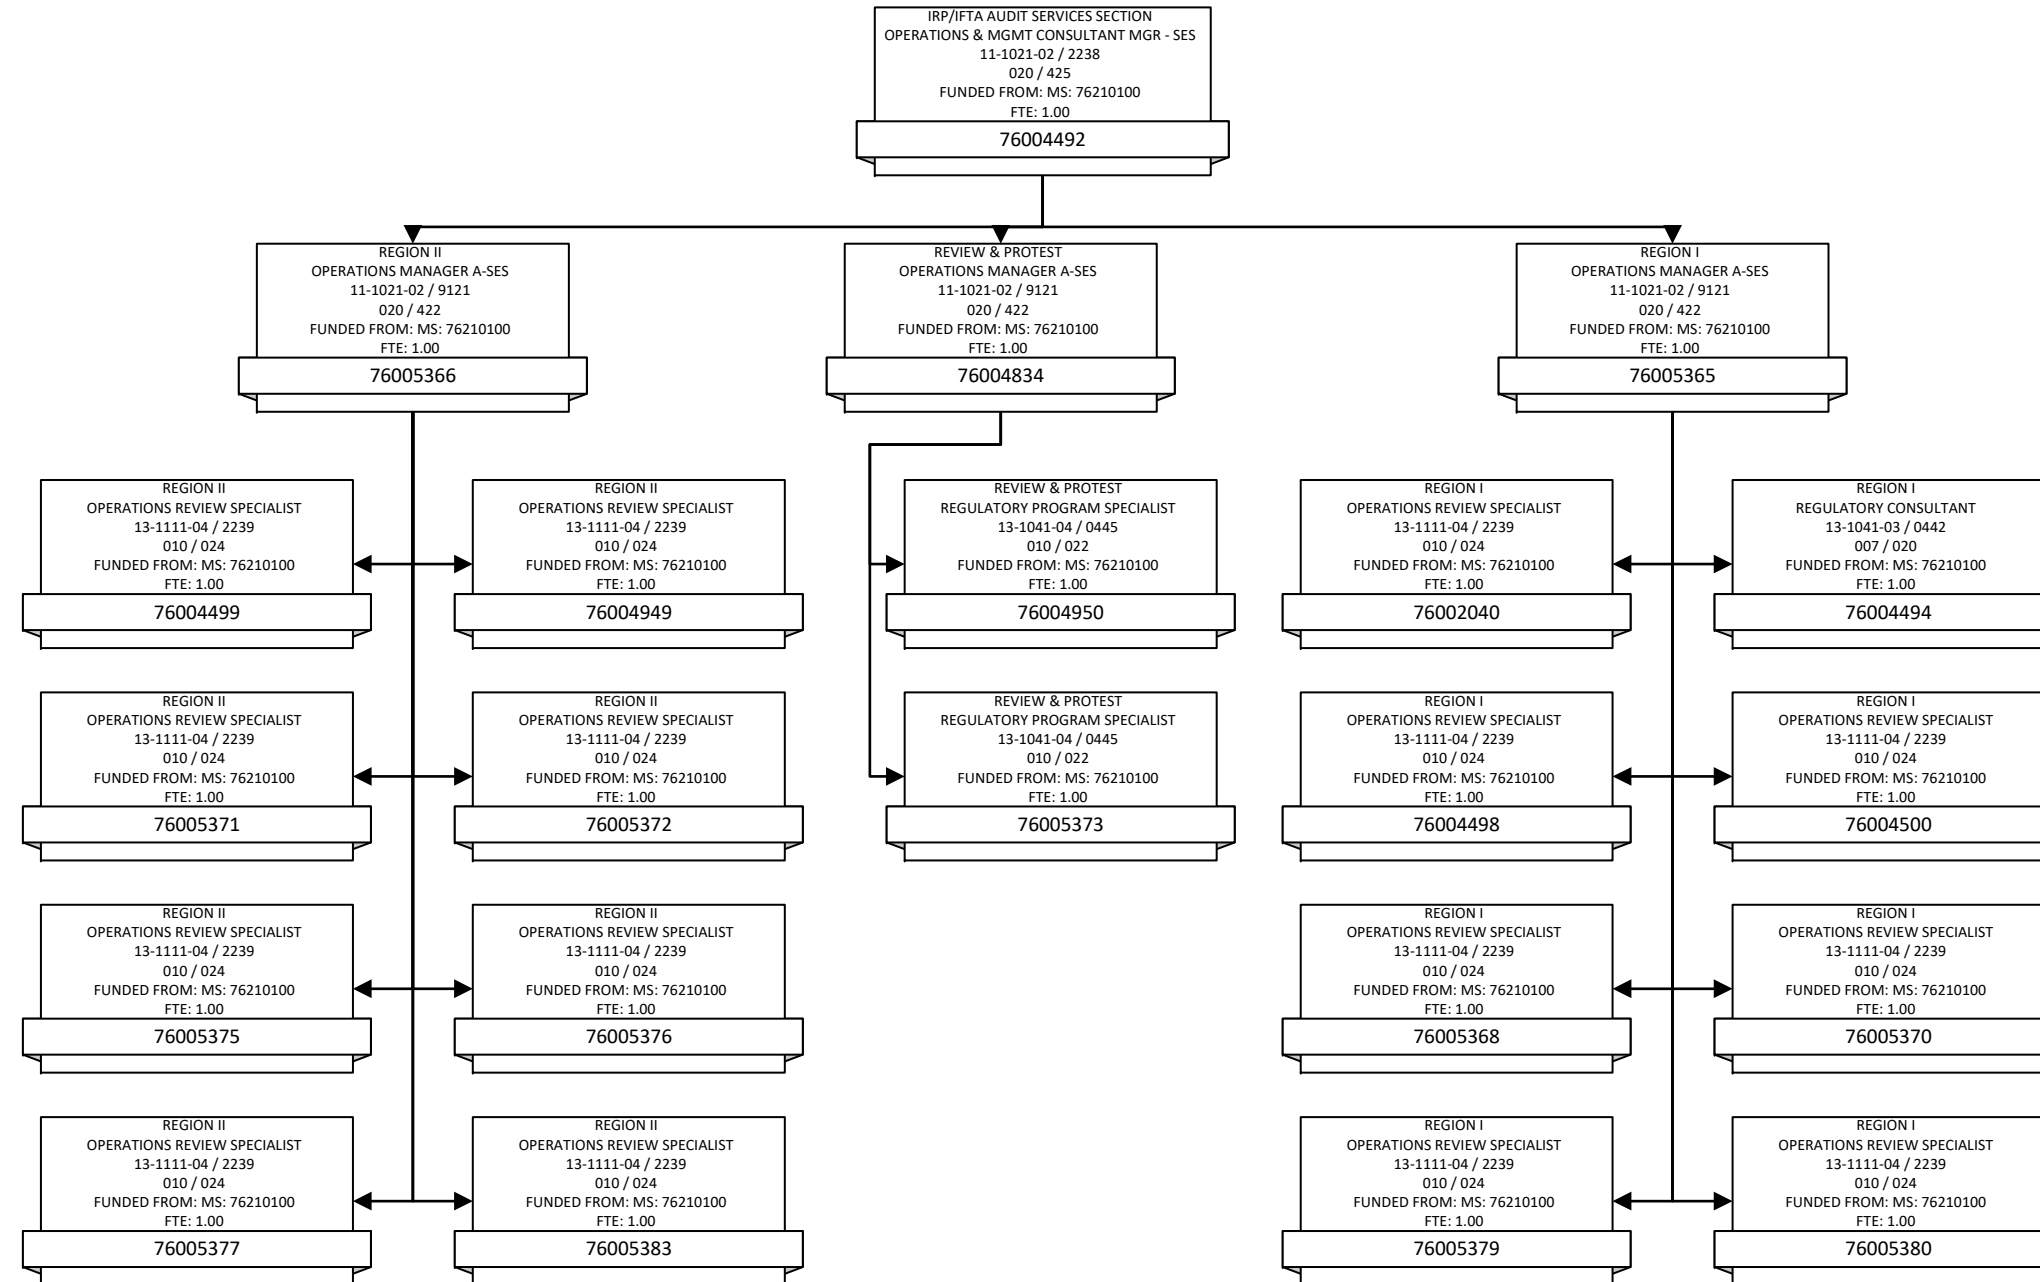 IRP/IFTA AUDIT SERVICES SECTION
OPERATIONS & MGMT CONSULTANT MGR - SES
11-1021-02 / 2238
020 / 425
FUNDED FROM: MS: 76210100
FTE: 1.00
76004492
REGION II
OPERATIONS MANAGER A-SES
11-1021-02 / 9121
020 / 422
FUNDED FROM: MS: 76210100
FTE: 1.00
76005366
REVIEW & PROTEST
OPERATIONS MANAGER A-SES
11-1021-02 / 9121
020 / 422
FUNDED FROM: MS: 76210100
FTE: 1.00
76004834
REGION I
OPERATIONS MANAGER A-SES
11-1021-02 / 9121
020 / 422
FUNDED FROM: MS: 76210100
FTE: 1.00
76005365
REGION II
OPERATIONS REVIEW SPECIALIST
13-1111-04 / 2239
010 / 024
FUNDED FROM: MS: 76210100
FTE: 1.00
76004499
REGION II
OPERATIONS REVIEW SPECIALIST
13-1111-04 / 2239
010 / 024
FUNDED FROM: MS: 76210100
FTE: 1.00
76004949
REVIEW & PROTEST
REGULATORY PROGRAM SPECIALIST
13-1041-04 / 0445
010 / 022
FUNDED FROM: MS: 76210100
FTE: 1.00
76004950
REGION I
OPERATIONS REVIEW SPECIALIST
13-1111-04 / 2239
010 / 024
FUNDED FROM: MS: 76210100
FTE: 1.00
76002040
REGION I
REGULATORY CONSULTANT
13-1041-03 / 0442
007 / 020
FUNDED FROM: MS: 76210100
FTE: 1.00
76004494
REGION II
OPERATIONS REVIEW SPECIALIST
13-1111-04 / 2239
010 / 024
FUNDED FROM: MS: 76210100
FTE: 1.00
76005371
REGION II
OPERATIONS REVIEW SPECIALIST
13-1111-04 / 2239
010 / 024
FUNDED FROM: MS: 76210100
FTE: 1.00
76005372
REVIEW & PROTEST
REGULATORY PROGRAM SPECIALIST
13-1041-04 / 0445
010 / 022
FUNDED FROM: MS: 76210100
FTE: 1.00
76005373
REGION I
OPERATIONS REVIEW SPECIALIST
13-1111-04 / 2239
010 / 024
FUNDED FROM: MS: 76210100
FTE: 1.00
76004498
REGION I
OPERATIONS REVIEW SPECIALIST
13-1111-04 / 2239
010 / 024
FUNDED FROM: MS: 76210100
FTE: 1.00
76004500
REGION II
OPERATIONS REVIEW SPECIALIST
13-1111-04 / 2239
010 / 024
FUNDED FROM: MS: 76210100
FTE: 1.00
76005375
REGION II
OPERATIONS REVIEW SPECIALIST
13-1111-04 / 2239
010 / 024
FUNDED FROM: MS: 76210100
FTE: 1.00
76005376
REGION I
OPERATIONS REVIEW SPECIALIST
13-1111-04 / 2239
010 / 024
FUNDED FROM: MS: 76210100
FTE: 1.00
76005368
REGION I
OPERATIONS REVIEW SPECIALIST
13-1111-04 / 2239
010 / 024
FUNDED FROM: MS: 76210100
FTE: 1.00
76005370
REGION II
OPERATIONS REVIEW SPECIALIST
13-1111-04 / 2239
010 / 024
FUNDED FROM: MS: 76210100
FTE: 1.00
76005377
REGION II
OPERATIONS REVIEW SPECIALIST
13-1111-04 / 2239
010 / 024
FUNDED FROM: MS: 76210100
FTE: 1.00
76005383
REGION I
OPERATIONS REVIEW SPECIALIST
13-1111-04 / 2239
010 / 024
FUNDED FROM: MS: 76210100
FTE: 1.00
76005379
REGION I
OPERATIONS REVIEW SPECIALIST
13-1111-04 / 2239
010 / 024
FUNDED FROM: MS: 76210100
FTE: 1.00
76005380